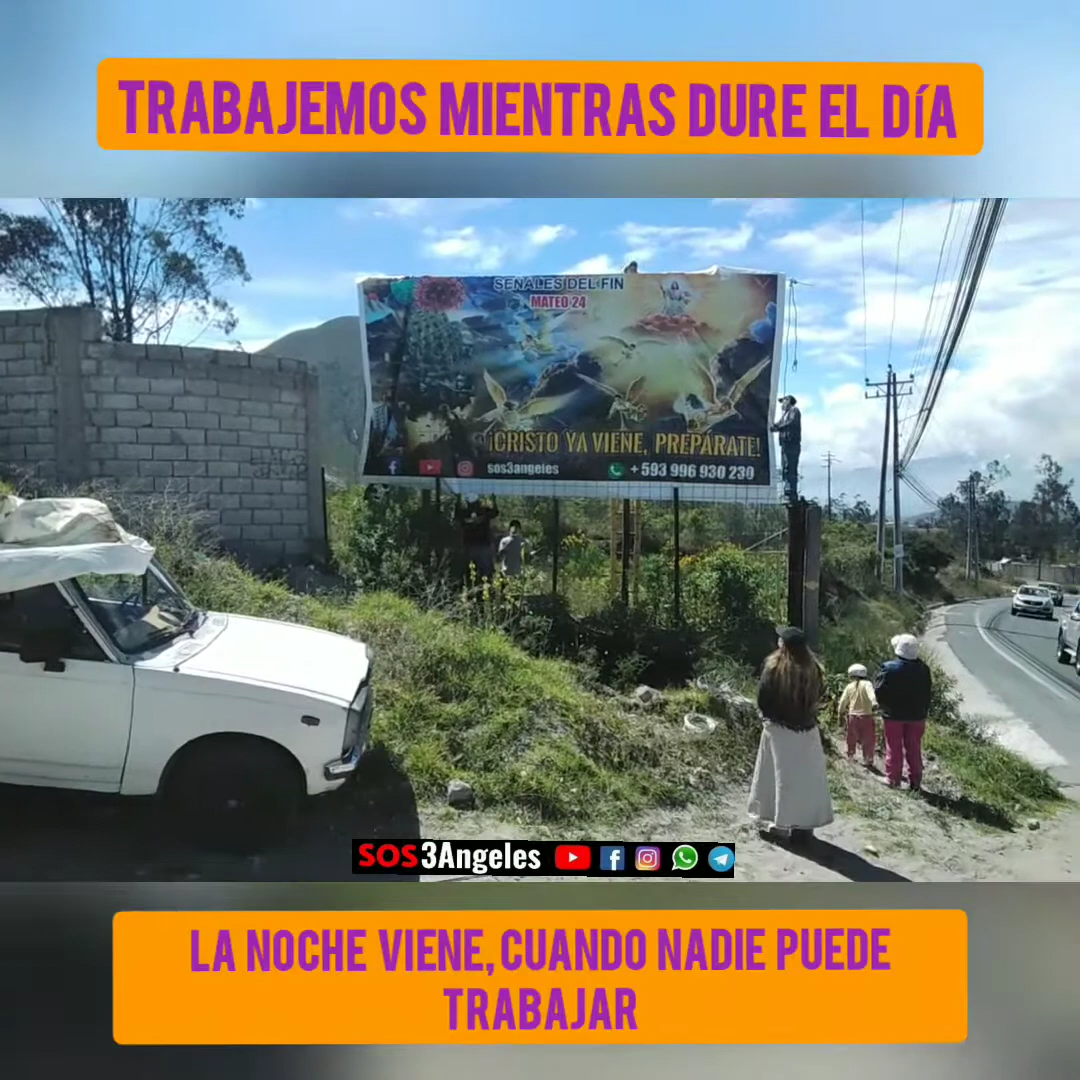 TRABAJEMOS MIENTRAS DURE EL DíA
SEÑALES DEL FIN
MATEO 24
¡CRISTO YA VIENE, PREPÁRATE!
sos3angeles +593 996 930 230
SOS3Angeles
LA NOCHE VIENE, CUANDO NADIE PUEDE
TRABAJAR